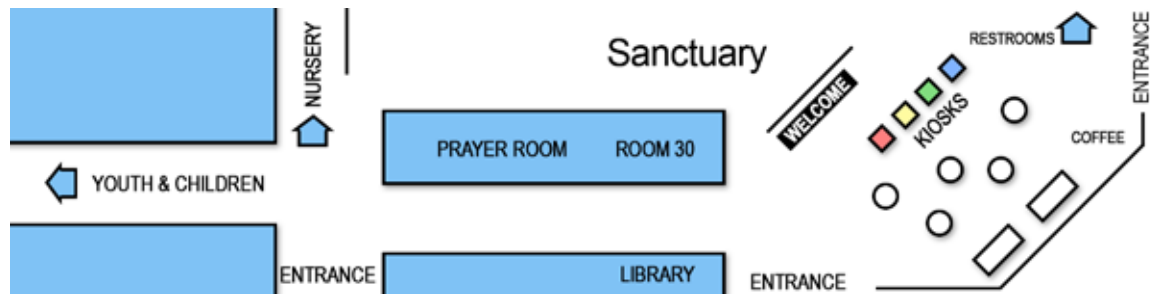 NURSERY
Sanctuary
RESTROOMS
ENTRANCE
WELCOME
KIOSKS
COFFEE
PRAYER ROOM ROOM 30
YOUTH & CHILDREN
ENTRANCE
LIBRARY
ENTRANCE